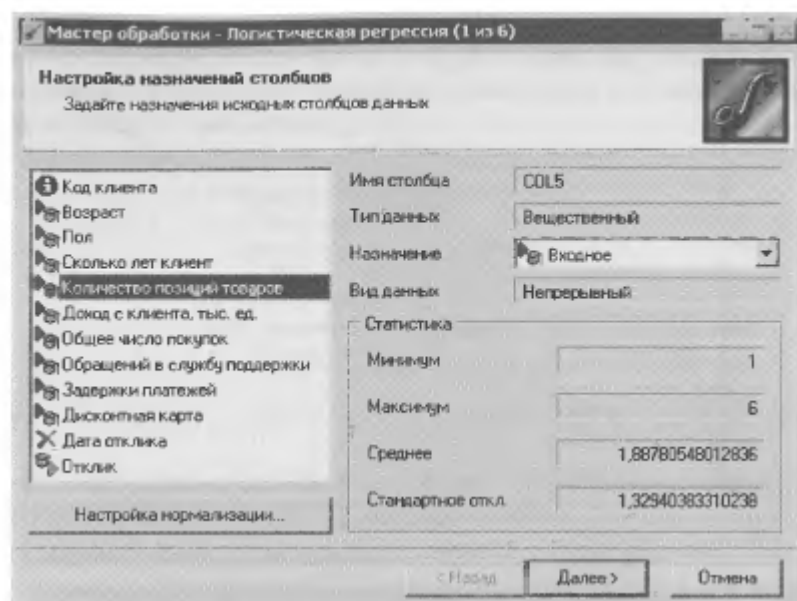 Мастер обработки - Логистическая регрессия (1 из 6)
Настройка назначений столбцов
Задайте назначения исходных столбцов данных
Код клиента
Возраст
Пол
Сколько лет клиент
Количество позиций товаров
Доход с клиента, тыс. ед.
Общее число покупок
Обращений в службу поддержки
Задержки платежей
Дисконтная карта
Дата отклика
Отклик
Настройка нормализации...
Имя столбца COL5
Тип данных Вещественный
Назначение Входное
Вид данных Непрерывный
Статистика
Минимум 1
Максимум 6
Среднее 1,88780548012836
Стандартное откл. 1,32940383310238
< Назад
Далее >
Отмена